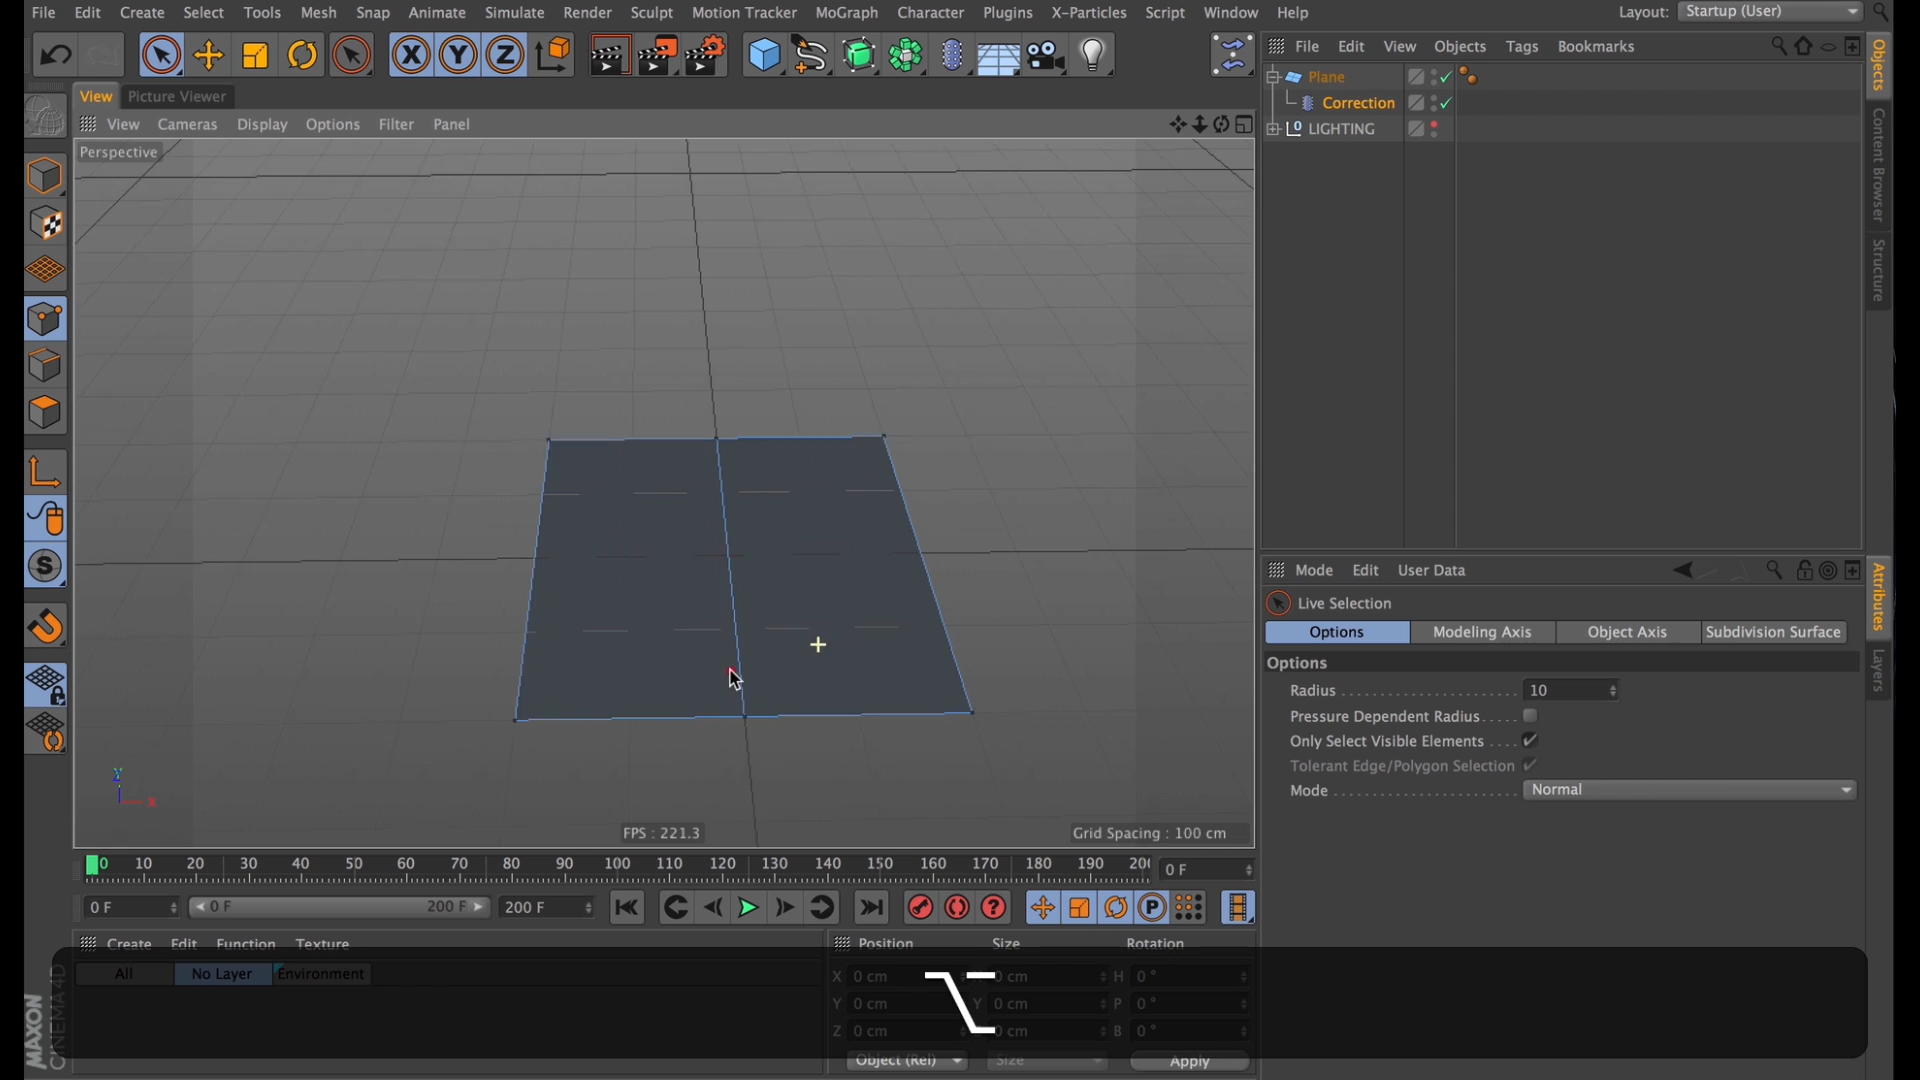 File Edit Create Select Tools Mesh Snap Animate Simulate Render Sculpt Motion Tracker MoGraph Character Plugins X-Particles Script Window Help Layout: Startup (User)
File Edit View Objects Tags Bookmarks
View Picture Viewer
View Cameras Display Options Filter Panel
Perspective
Plane
Correction
LIGHTING
Objects
Content Browser
Structure
Mode Edit User Data
Live Selection
Options Modeling Axis Object Axis Subdivision Surface
Options
Radius 10
Pressure Dependent Radius
Only Select Visible Elements
Tolerant Edge/Polygon Selection
Mode Normal
Attributes
Layers
Y
X
FPS : 221.3
Grid Spacing : 100 cm
0 10 20 30 40 50 60 70 80 90 100 110 120 130 140 150 160 170 180 190 200 0 F
0 F 0 F 200 F 200 F
Create Edit Function Texture
All No Layer Environment
Position Size Rotation
X 0 cm 0 cm H 0 °
Y 0 cm Y 0 cm P 0 °
Z 0 cm 0 cm B 0 °
Object (Rel) Size Apply
MAXON
CINEMA 4D